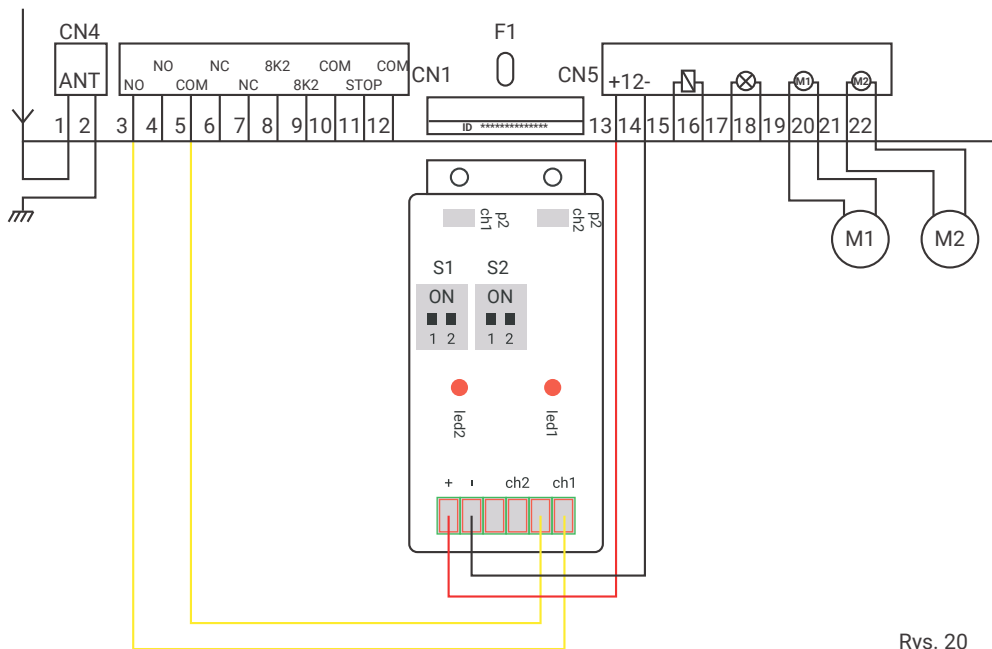 CN4
F1
NO NC 8K2 COM COM
ANT NO COM NC 8K2 STOP
CN1
CN5
+12-
M1 M2
1 2 3 4 5 6 7 8 9 10 11 12
ID **************
13 14 15 16 17 18 19 20 21 22
ch1 p2
ch2 p2
M1 M2
S1 S2
ON ON
1 2 1 2
led2 led1
+ - ch2 ch1
Rys. 20